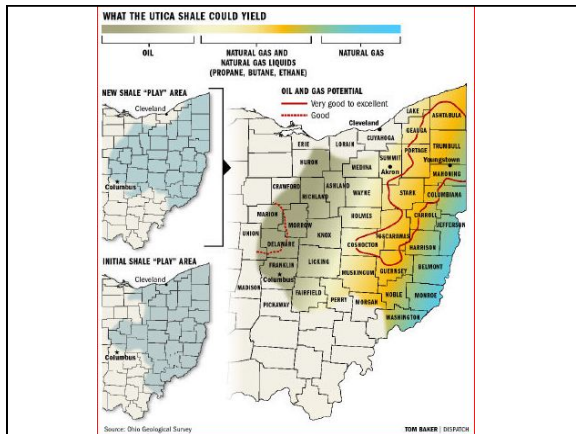 WHAT THE UTICA SHALE COULD YIELD
OIL
NATURAL GAS AND
NATURAL GAS LIQUIDS
(PROPANE, BUTANE, ETHANE)
NATURAL GAS
NEW SHALE "PLAY" AREA
Cleveland
Columbus
INITIAL SHALE "PLAY" AREA
Cleveland
Columbus
OIL AND GAS POTENTIAL
Very good to excellent
Good
Cleveland
LAKE
ASHTABULA
GEAUGA
CUYAHOGA
ERIE
LORAIN
PORTAGE
TRUMBULL
HURON
MEDINA
SUMMIT
Akron
Youngstown
MAHONING
CRAWFORD
ASHLAND
RICHLAND
WAYNE
STARK
COLUMBIANA
MARION
MORROW
HOLMES
CARROLL
JEFFERSON
UNION
KNOX
TUSCARAWAS
DELAWARE
COSHOCTON
HARRISON
FRANKLIN
LICKING
Columbus
MUSKINGUM
GUERNSEY
BELMONT
MADISON
FAIRFIELD
PERRY
NOBLE
MONROE
PICKAWAY
MORGAN
WASHINGTON
Source: Ohio Geological Survey
TOM BAKER | DISPATCH